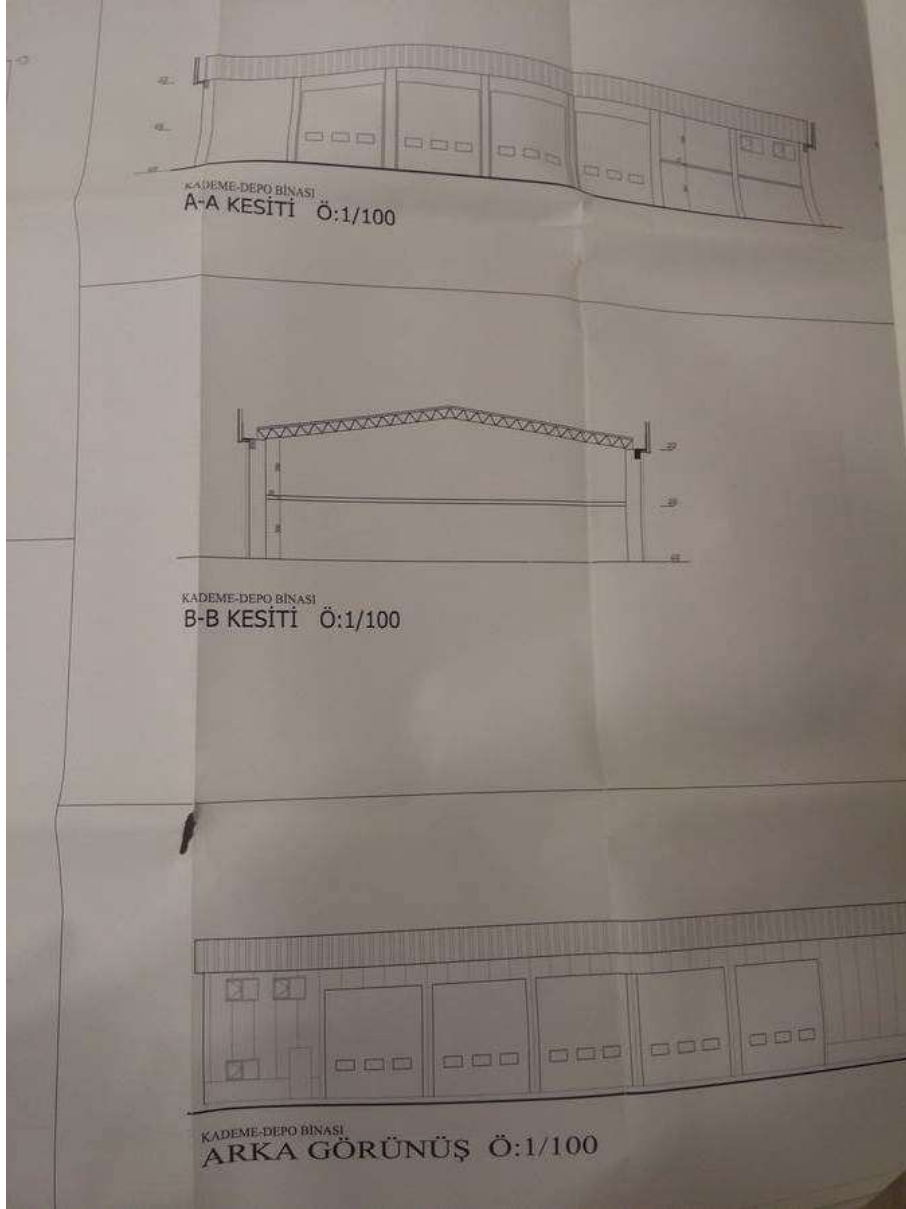 KADEME-DEPO BİNASI
A-A KESİTİ Ö:1/100
KADEME-DEPO BİNASI
B-B KESİTİ Ö:1/100
KADEME-DEPO BİNASI
ARKA GÖRÜNÜŞ Ö:1/100